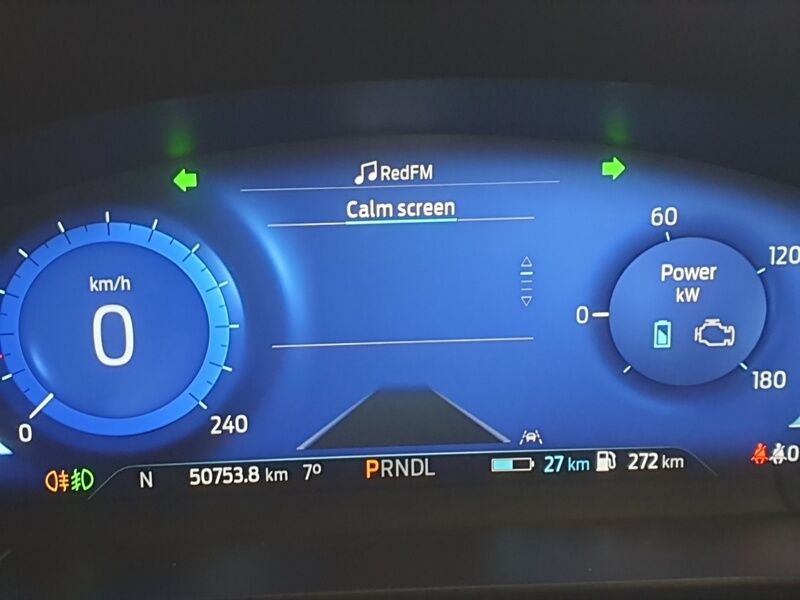 RedFM
Calm screen
km/h
0
0
240
60
120
Power
kW
0
180
N
50753.8 km
7º
PRNDL
27 km
272 km
0